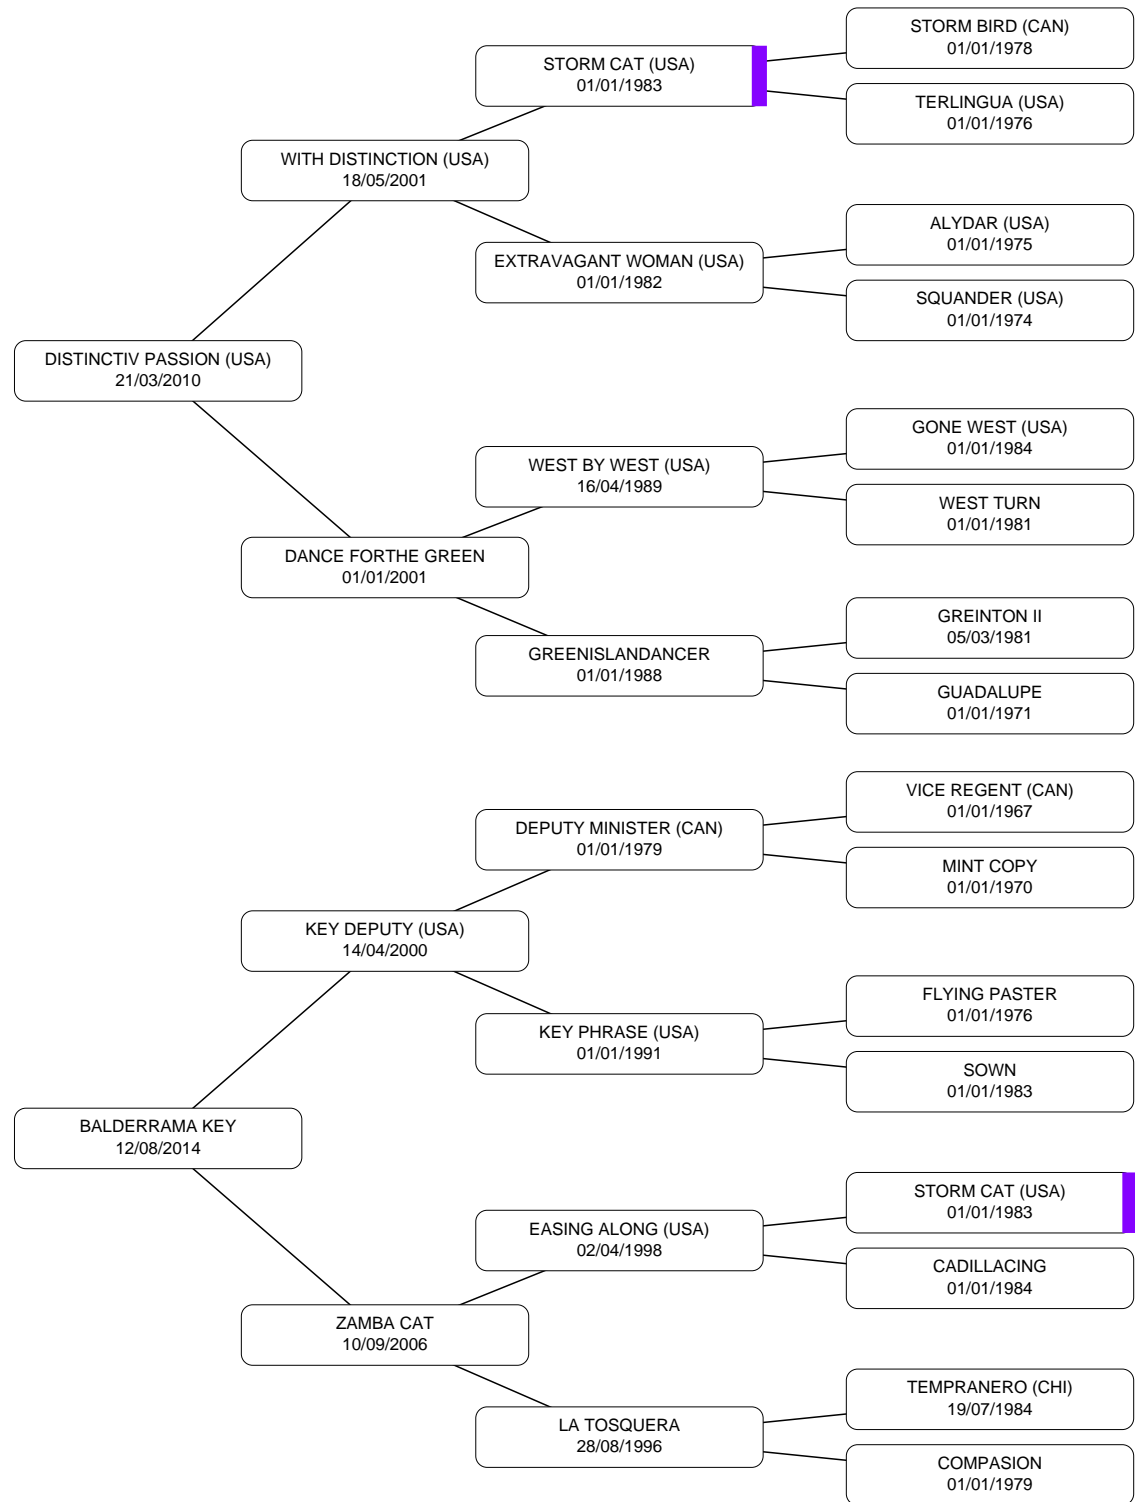 STORM BIRD (CAN)
01/01/1978
STORM CAT (USA)
01/01/1983
TERLINGUA (USA)
01/01/1976
WITH DISTINCTION (USA)
18/05/2001
ALYDAR (USA)
01/01/1975
EXTRAVAGANT WOMAN (USA)
01/01/1982
SQUANDER (USA)
01/01/1974
DISTINCTIV PASSION (USA)
21/03/2010
GONE WEST (USA)
01/01/1984
WEST BY WEST (USA)
16/04/1989
WEST TURN
01/01/1981
DANCE FORTHE GREEN
01/01/2001
GREINTON II
05/03/1981
GREENISLANDANCER
01/01/1988
GUADALUPE
01/01/1971
VICE REGENT (CAN)
01/01/1967
DEPUTY MINISTER (CAN)
01/01/1979
MINT COPY
01/01/1970
KEY DEPUTY (USA)
14/04/2000
FLYING PASTER
01/01/1976
KEY PHRASE (USA)
01/01/1991
SOWN
01/01/1983
BALDERRAMA KEY
12/08/2014
STORM CAT (USA)
01/01/1983
EASING ALONG (USA)
02/04/1998
CADILLACING
01/01/1984
ZAMBA CAT
10/09/2006
TEMPRANERO (CHI)
19/07/1984
LA TOSQUERA
28/08/1996
COMPASION
01/01/1979